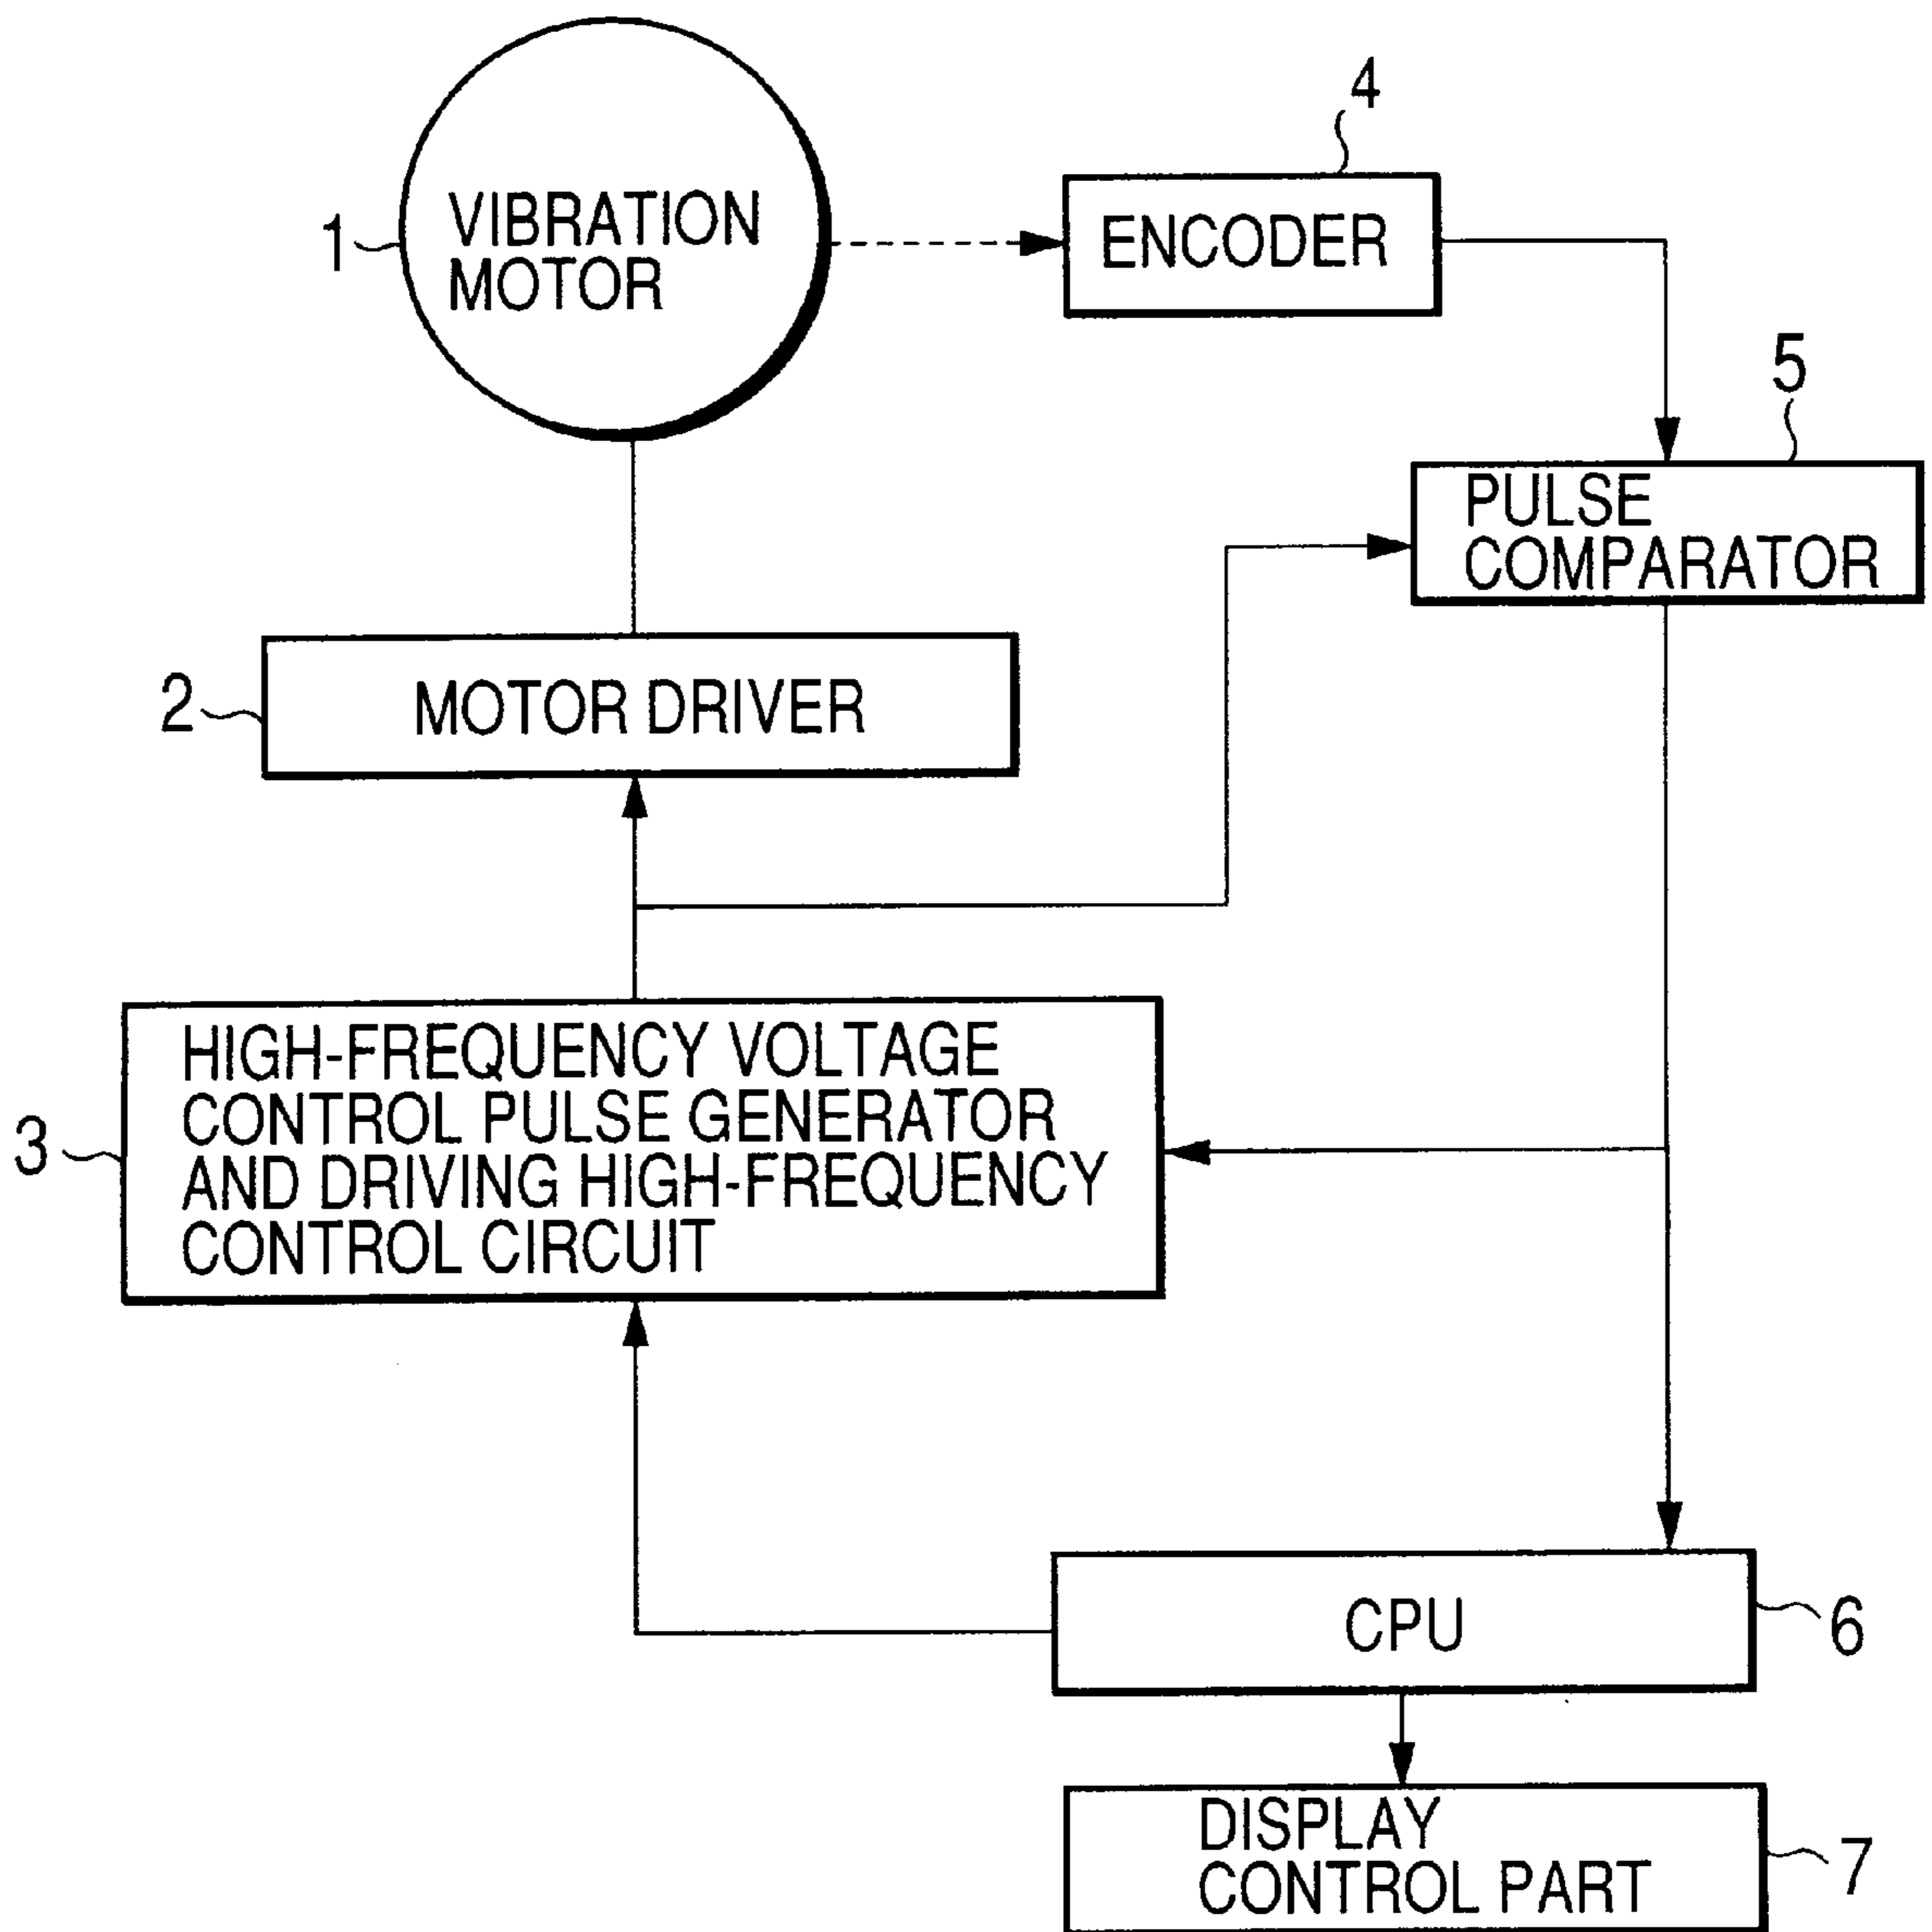 4
1
VIBRATION
MOTOR
ENCODER
5
PULSE
COMPARATOR
2
MOTOR DRIVER
3
HIGH-FREQUENCY VOLTAGE
CONTROL PULSE GENERATOR
AND DRIVING HIGH-FREQUENCY
CONTROL CIRCUIT
CPU
6
DISPLAY
CONTROL PART
7